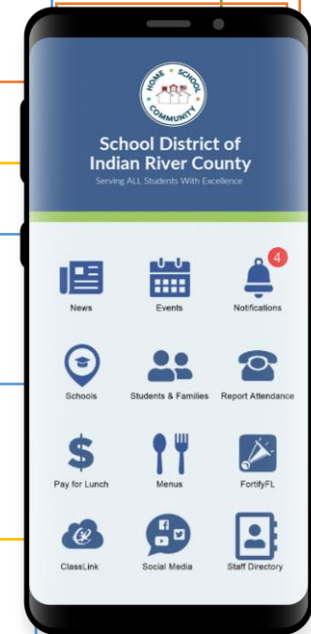 HOME • SCHOOL
COMMUNITY
School District of
Indian River County
Serving ALL Students With Excellence
4
News
Events
Notifications
Schools
Students & Families
Report Attendance
Pay for Lunch
Menus
FortifyFL
ClassLink
Social Media
Staff Directory